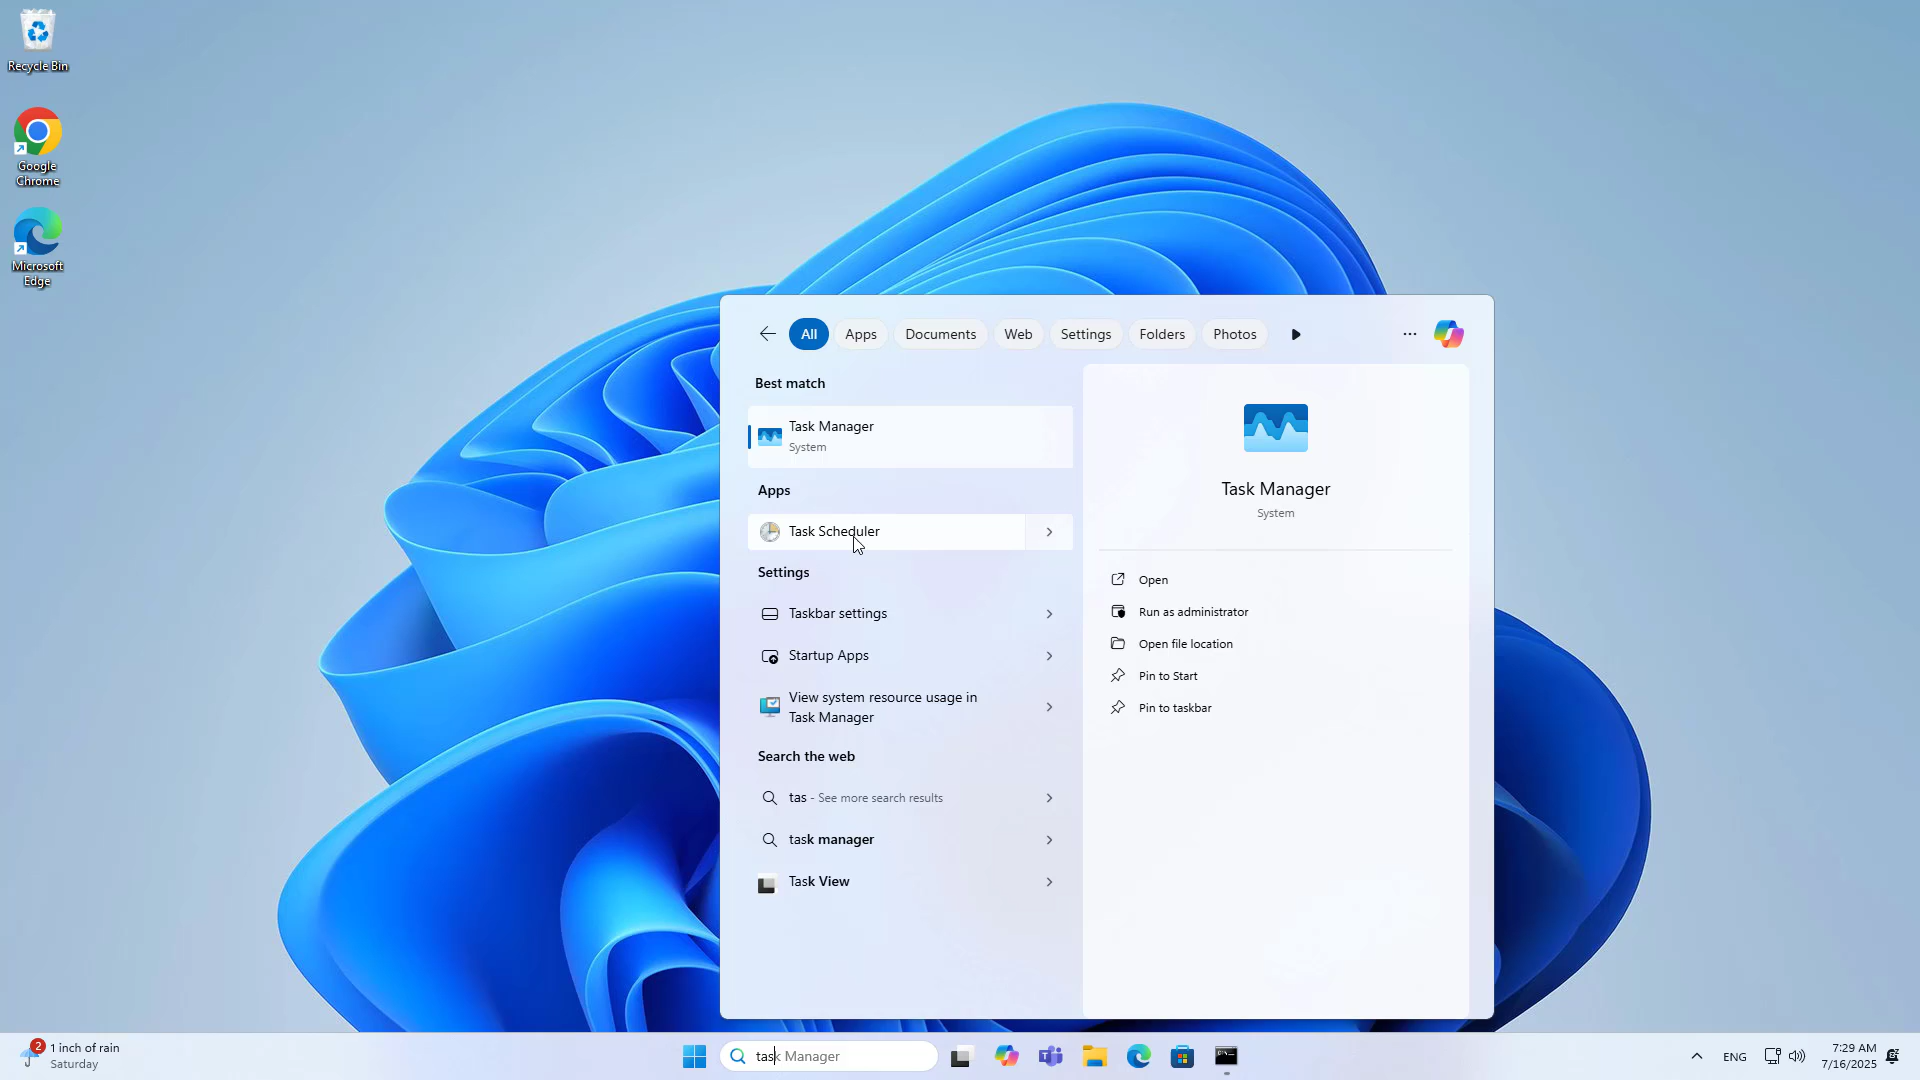 Recycle Bin
Google
Chrome
Microsoft
Edge
All
Apps
Documents
Web
Settings
Folders
Photos
Best match
Task Manager
System
Apps
Task Scheduler
Settings
Taskbar settings
Startup Apps
View system resource usage in
Task Manager
Search the web
tas - See more search results
task manager
Task View
Task Manager
System
Open
Run as administrator
Open file location
Pin to Start
Pin to taskbar
2
1 inch of rain
Saturday
task Manager
ENG
7:29 AM
7/16/2025